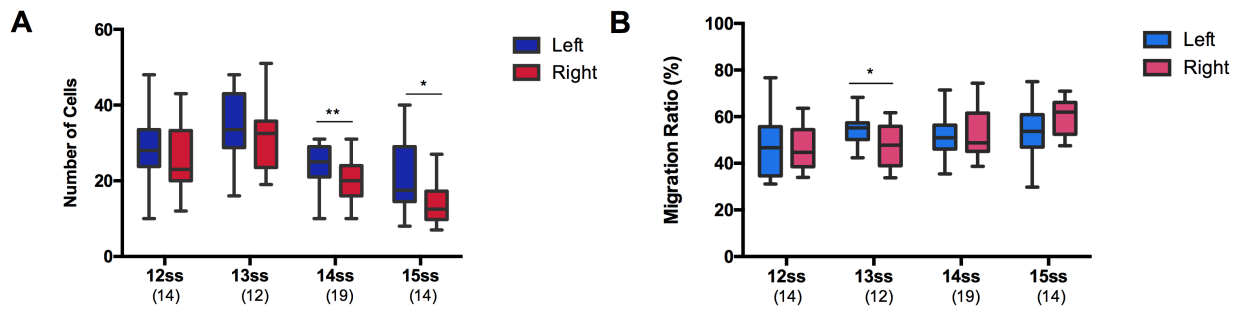 A
Number of Cells
60
40
20
0
12ss
(14)
13ss
(12)
14ss
(19)
15ss
(14)
**
*
Left
Right
B
Migration Ratio (%)
100
80
60
40
20
0
12ss
(14)
13ss
(12)
14ss
(19)
15ss
(14)
*
Left
Right